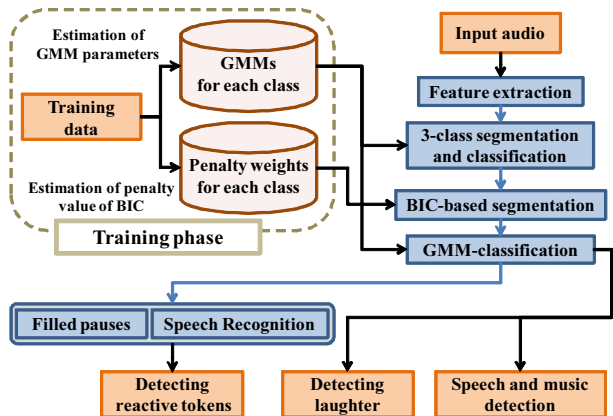 Estimation
of GMM parameters
GMMs
for each class
Training
data
Penalty weights
for each class
Estimation of penalty
value of BIC
Training phase
Input audio
Feature extraction
3-class segmentation
and classification
BIC-based segmentation
GMM-classification
Filled pauses
Speech Recognition
Detecting
reactive tokens
Detecting
laughter
Speech and music
detection